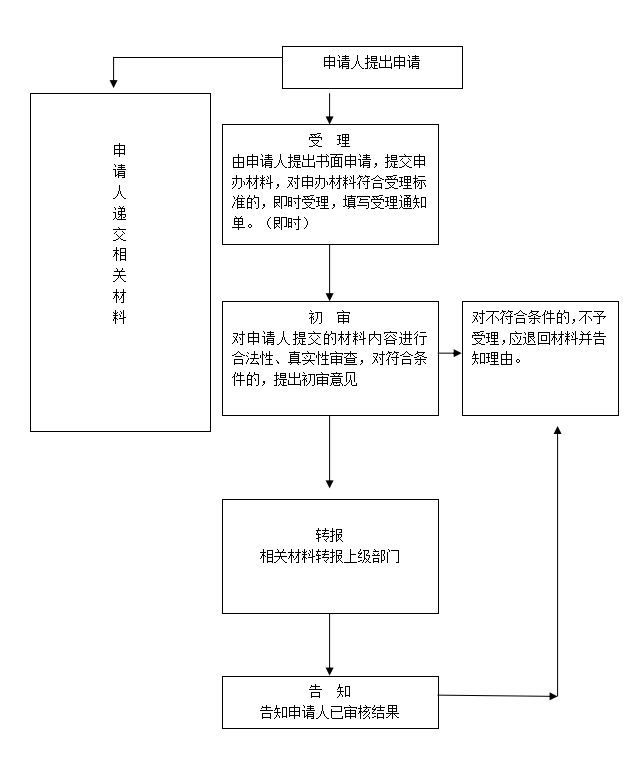 申请人提出申请
申请人递交相关材料
受 理
由申请人提出书面申请，提交申
办材料，对申办材料符合受理标
准的，即时受理，填写受理通知
单。（即时）
初 审
对申请人提交的材料内容进行
合法性、真实性审查，对符合条
件的，提出初审意见
对不符合条件的，不予
受理，应退回材料并告
知理由。
转报
相关材料转报上级部门
告 知
告知申请人已审核结果